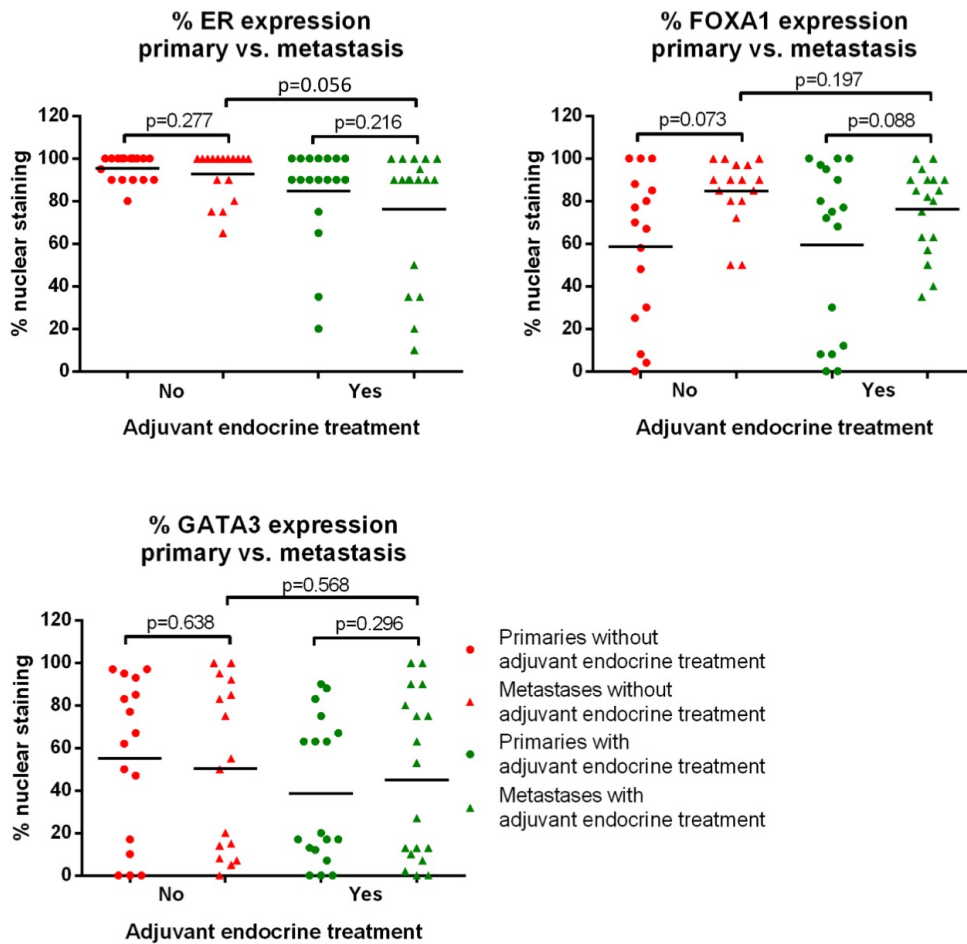 % ER expression
primary vs. metastasis
p=0.056
p=0.277
p=0.216
% nuclear staining
120
100
80
60
40
20
0
No
Yes
Adjuvant endocrine treatment
% FOXA1 expression
primary vs. metastasis
p=0.197
p=0.073
p=0.088
% nuclear staining
120
100
80
60
40
20
0
No
Yes
Adjuvant endocrine treatment
% GATA3 expression
primary vs. metastasis
p=0.568
p=0.638
p=0.296
% nuclear staining
120
100
80
60
40
20
0
No
Yes
Adjuvant endocrine treatment
Primaries without
adjuvant endocrine treatment
Metastases without
adjuvant endocrine treatment
Primaries with
adjuvant endocrine treatment
Metastases with
adjuvant endocrine treatment